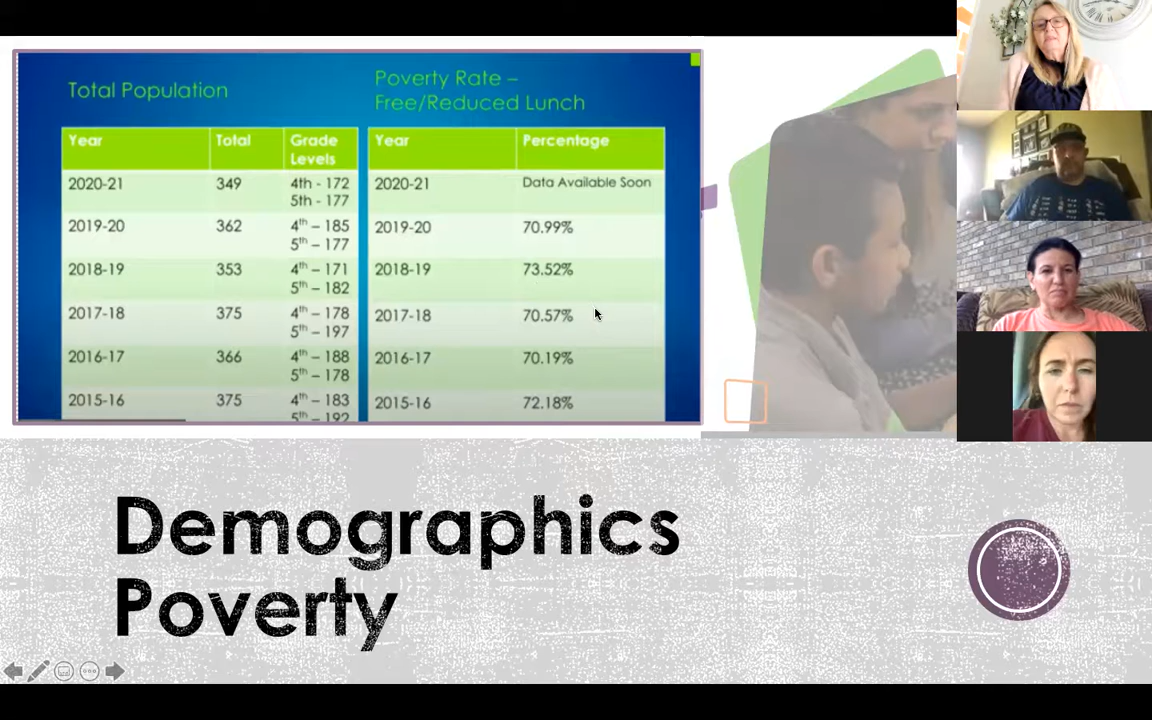 Total Population
Poverty Rate –
Free/Reduced Lunch
Year Total Grade
Levels
2020-21 349 4th - 172
5th - 177
2019-20 362 4th – 185
5th – 177
2018-19 353 4th – 171
5th – 182
2017-18 375 4th – 178
5th – 197
2016-17 366 4th – 188
5th – 178
2015-16 375 4th – 183
5th – 192
Year Percentage
2020-21 Data Available Soon
2019-20 70.99%
2018-19 73.52%
2017-18 70.57%
2016-17 70.19%
2015-16 72.18%
Demographics
Poverty